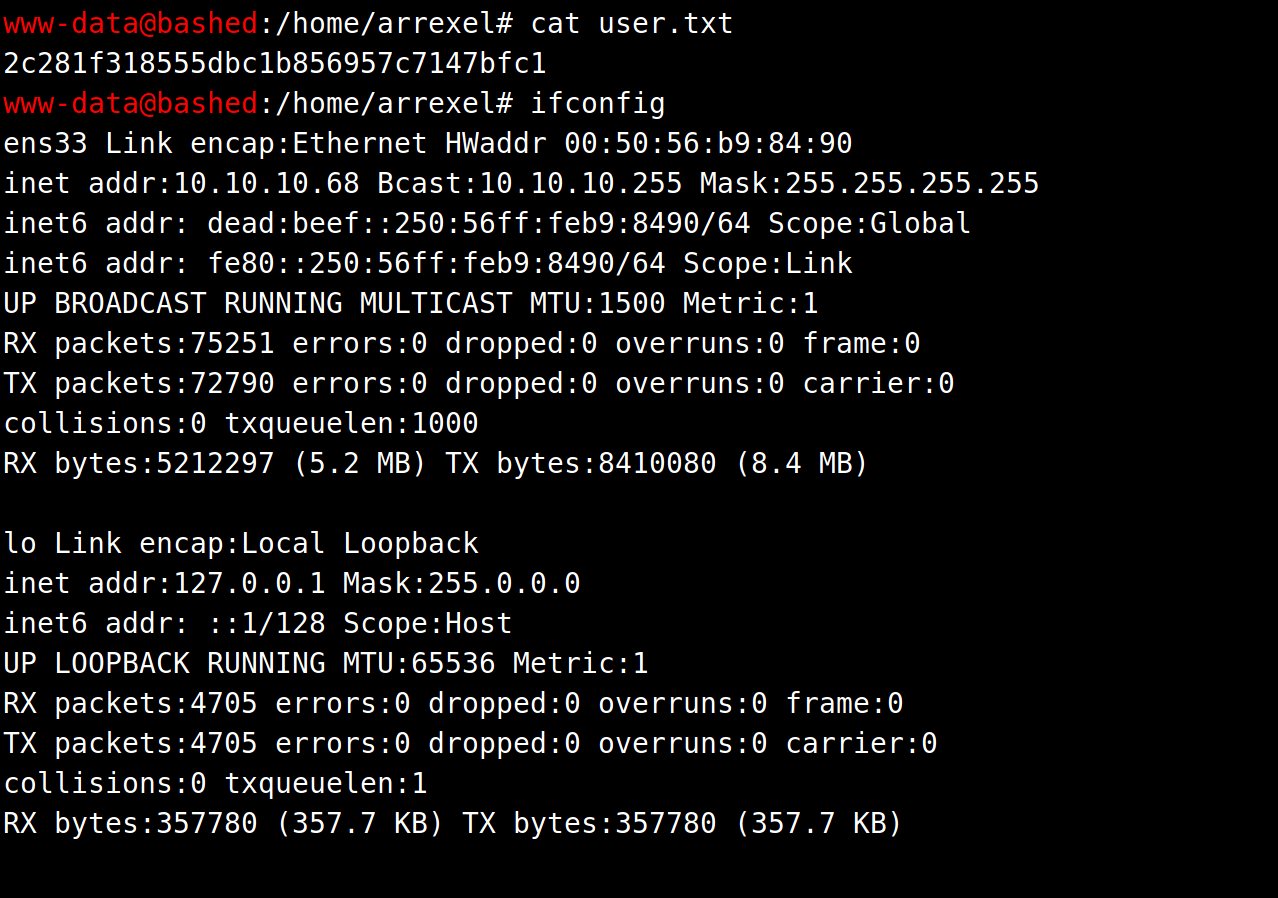 www-data@bashed:/home/arrexel# cat user.txt
2c281f318555dbc1b856957c7147bfc1
www-data@bashed:/home/arrexel# ifconfig
ens33 Link encap:Ethernet HWaddr 00:50:56:b9:84:90
inet addr:10.10.10.68 Bcast:10.10.10.255 Mask:255.255.255.255
inet6 addr: dead:beef::250:56ff:feb9:8490/64 Scope:Global
inet6 addr: fe80::250:56ff:feb9:8490/64 Scope:Link
UP BROADCAST RUNNING MULTICAST MTU:1500 Metric:1
RX packets:75251 errors:0 dropped:0 overruns:0 frame:0
TX packets:72790 errors:0 dropped:0 overruns:0 carrier:0
collisions:0 txqueuelen:1000
RX bytes:5212297 (5.2 MB) TX bytes:8410080 (8.4 MB)

lo Link encap:Local Loopback
inet addr:127.0.0.1 Mask:255.0.0.0
inet6 addr: ::1/128 Scope:Host
UP LOOPBACK RUNNING MTU:65536 Metric:1
RX packets:4705 errors:0 dropped:0 overruns:0 frame:0
TX packets:4705 errors:0 dropped:0 overruns:0 carrier:0
collisions:0 txqueuelen:1
RX bytes:357780 (357.7 KB) TX bytes:357780 (357.7 KB)